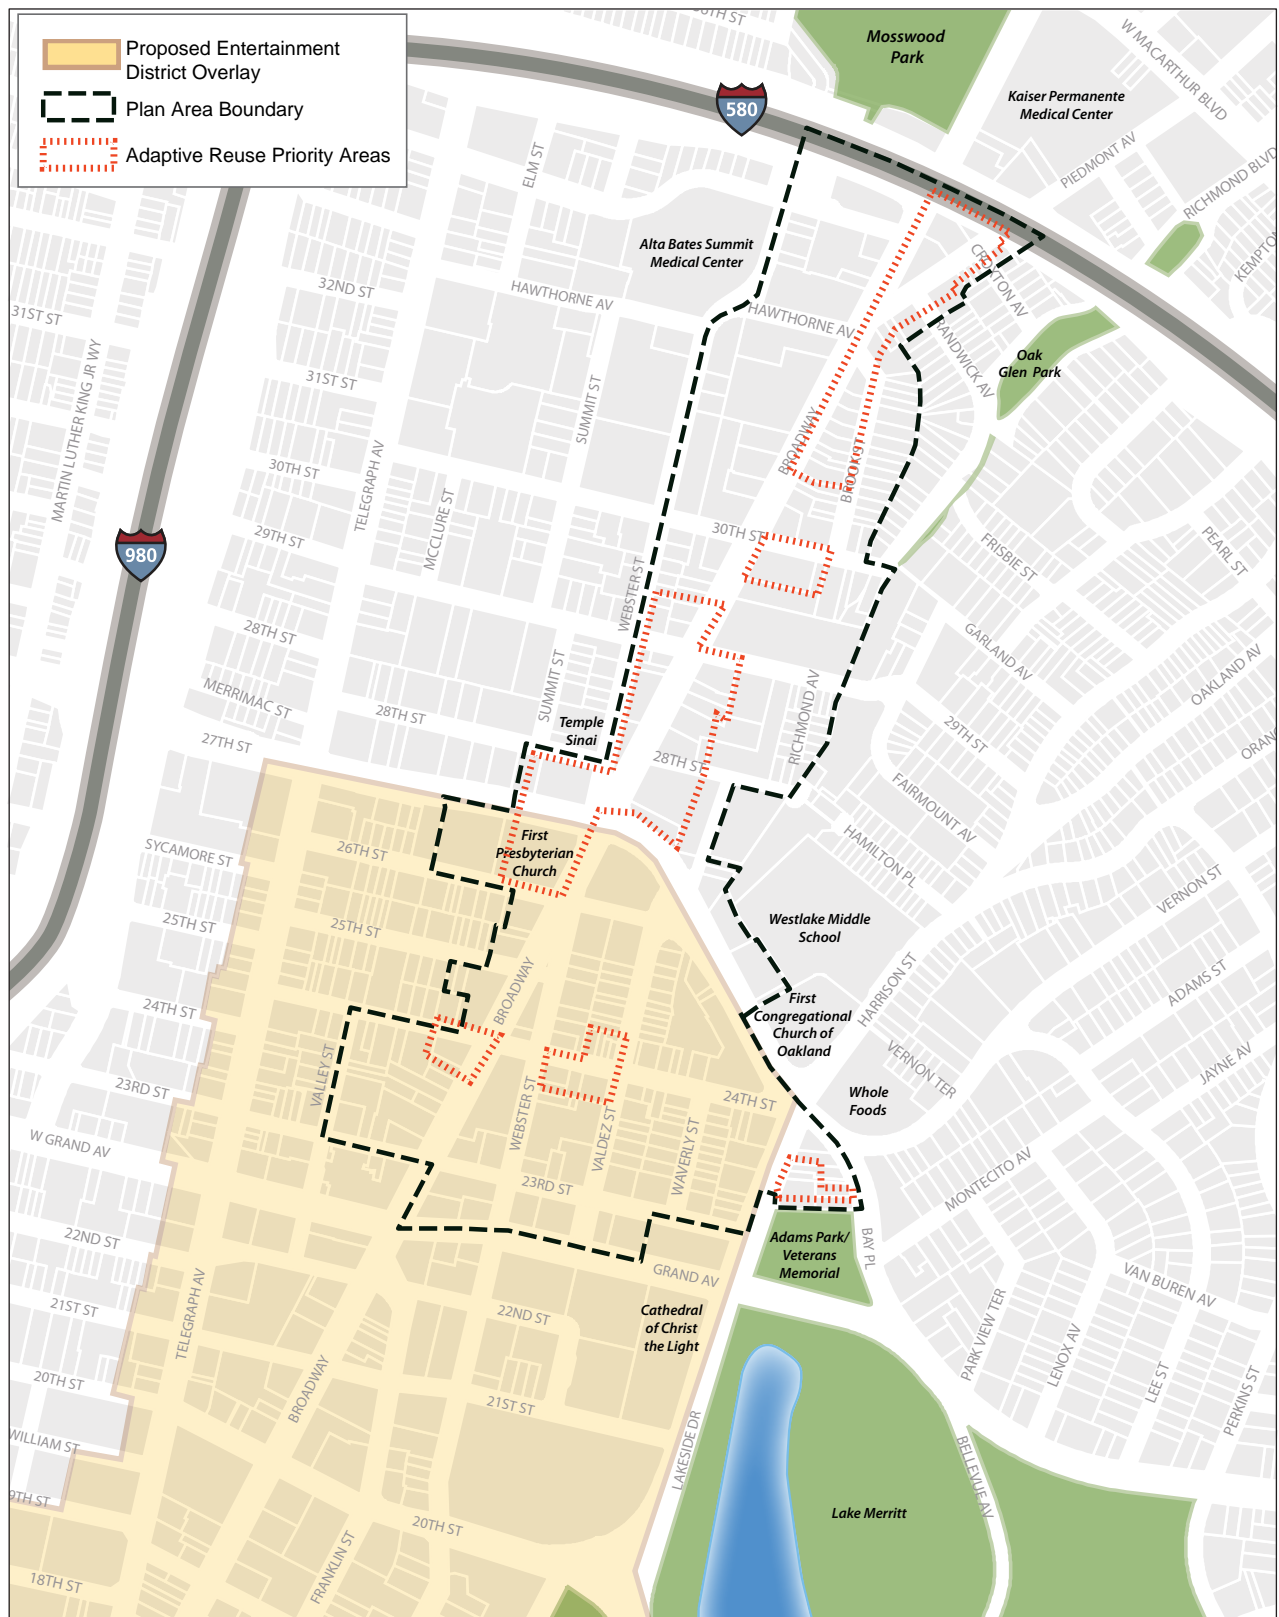 Proposed Entertainment
District Overlay
Plan Area Boundary
Adaptive Reuse Priority Areas
Mosswood
Park
W MACARTHUR BLVD
580
Kaiser Permanente
Medical Center
PIEDMONT AV
RICHMOND BLVD
ELM ST
Alta Bates Summit
Medical Center
CROXTON AV
32ND ST
HAWTHORNE AV
HAWTHORNE AV
31ST ST
RANDWICK AV
Oak
Glen Park
MARTIN LUTHER KING JR WY
31ST ST
SUMMIT ST
BROADWAY
BROOK ST
30TH ST
TELEGRAPH AV
MCCLURE ST
29TH ST
980
30TH ST
FRISBIE ST
PEARL ST
WEBSTER ST
28TH ST
GARLAND AV
OAKLAND AV
MERRIMAC ST
SUMMIT ST
28TH ST
Temple
Sinai
RICHMOND AV
29TH ST
27TH ST
28TH ST
FAIRMOUNT AV
SYCAMORE ST
26TH ST
First
Presbyterian
Church
HAMILTON PL
VERNON ST
25TH ST
25TH ST
Westlake Middle
School
ADAMS ST
BROADWAY
HARRISON ST
24TH ST
First
Congregational
Church of
Oakland
VALLEY ST
VERNON TER
JAYNE AV
23RD ST
WEBSTER ST
24TH ST
Whole
Foods
W GRAND AV
VALDEZ ST
WAVERLY ST
23RD ST
MONTECITO AV
22ND ST
Adams Park/
Veterans
Memorial
BAY PL
GRAND AV
VAN BUREN AV
21ST ST
TELEGRAPH AV
22ND ST
Cathedral
of Christ
the Light
PARK VIEW TER
LENOX AV
LEE ST
PERKINS ST
20TH ST
BROADWAY
21ST ST
WILLIAM ST
LAKESIDE DR
BELLEVUE AV
20TH ST
Lake Merritt
FRANKLIN ST
18TH ST